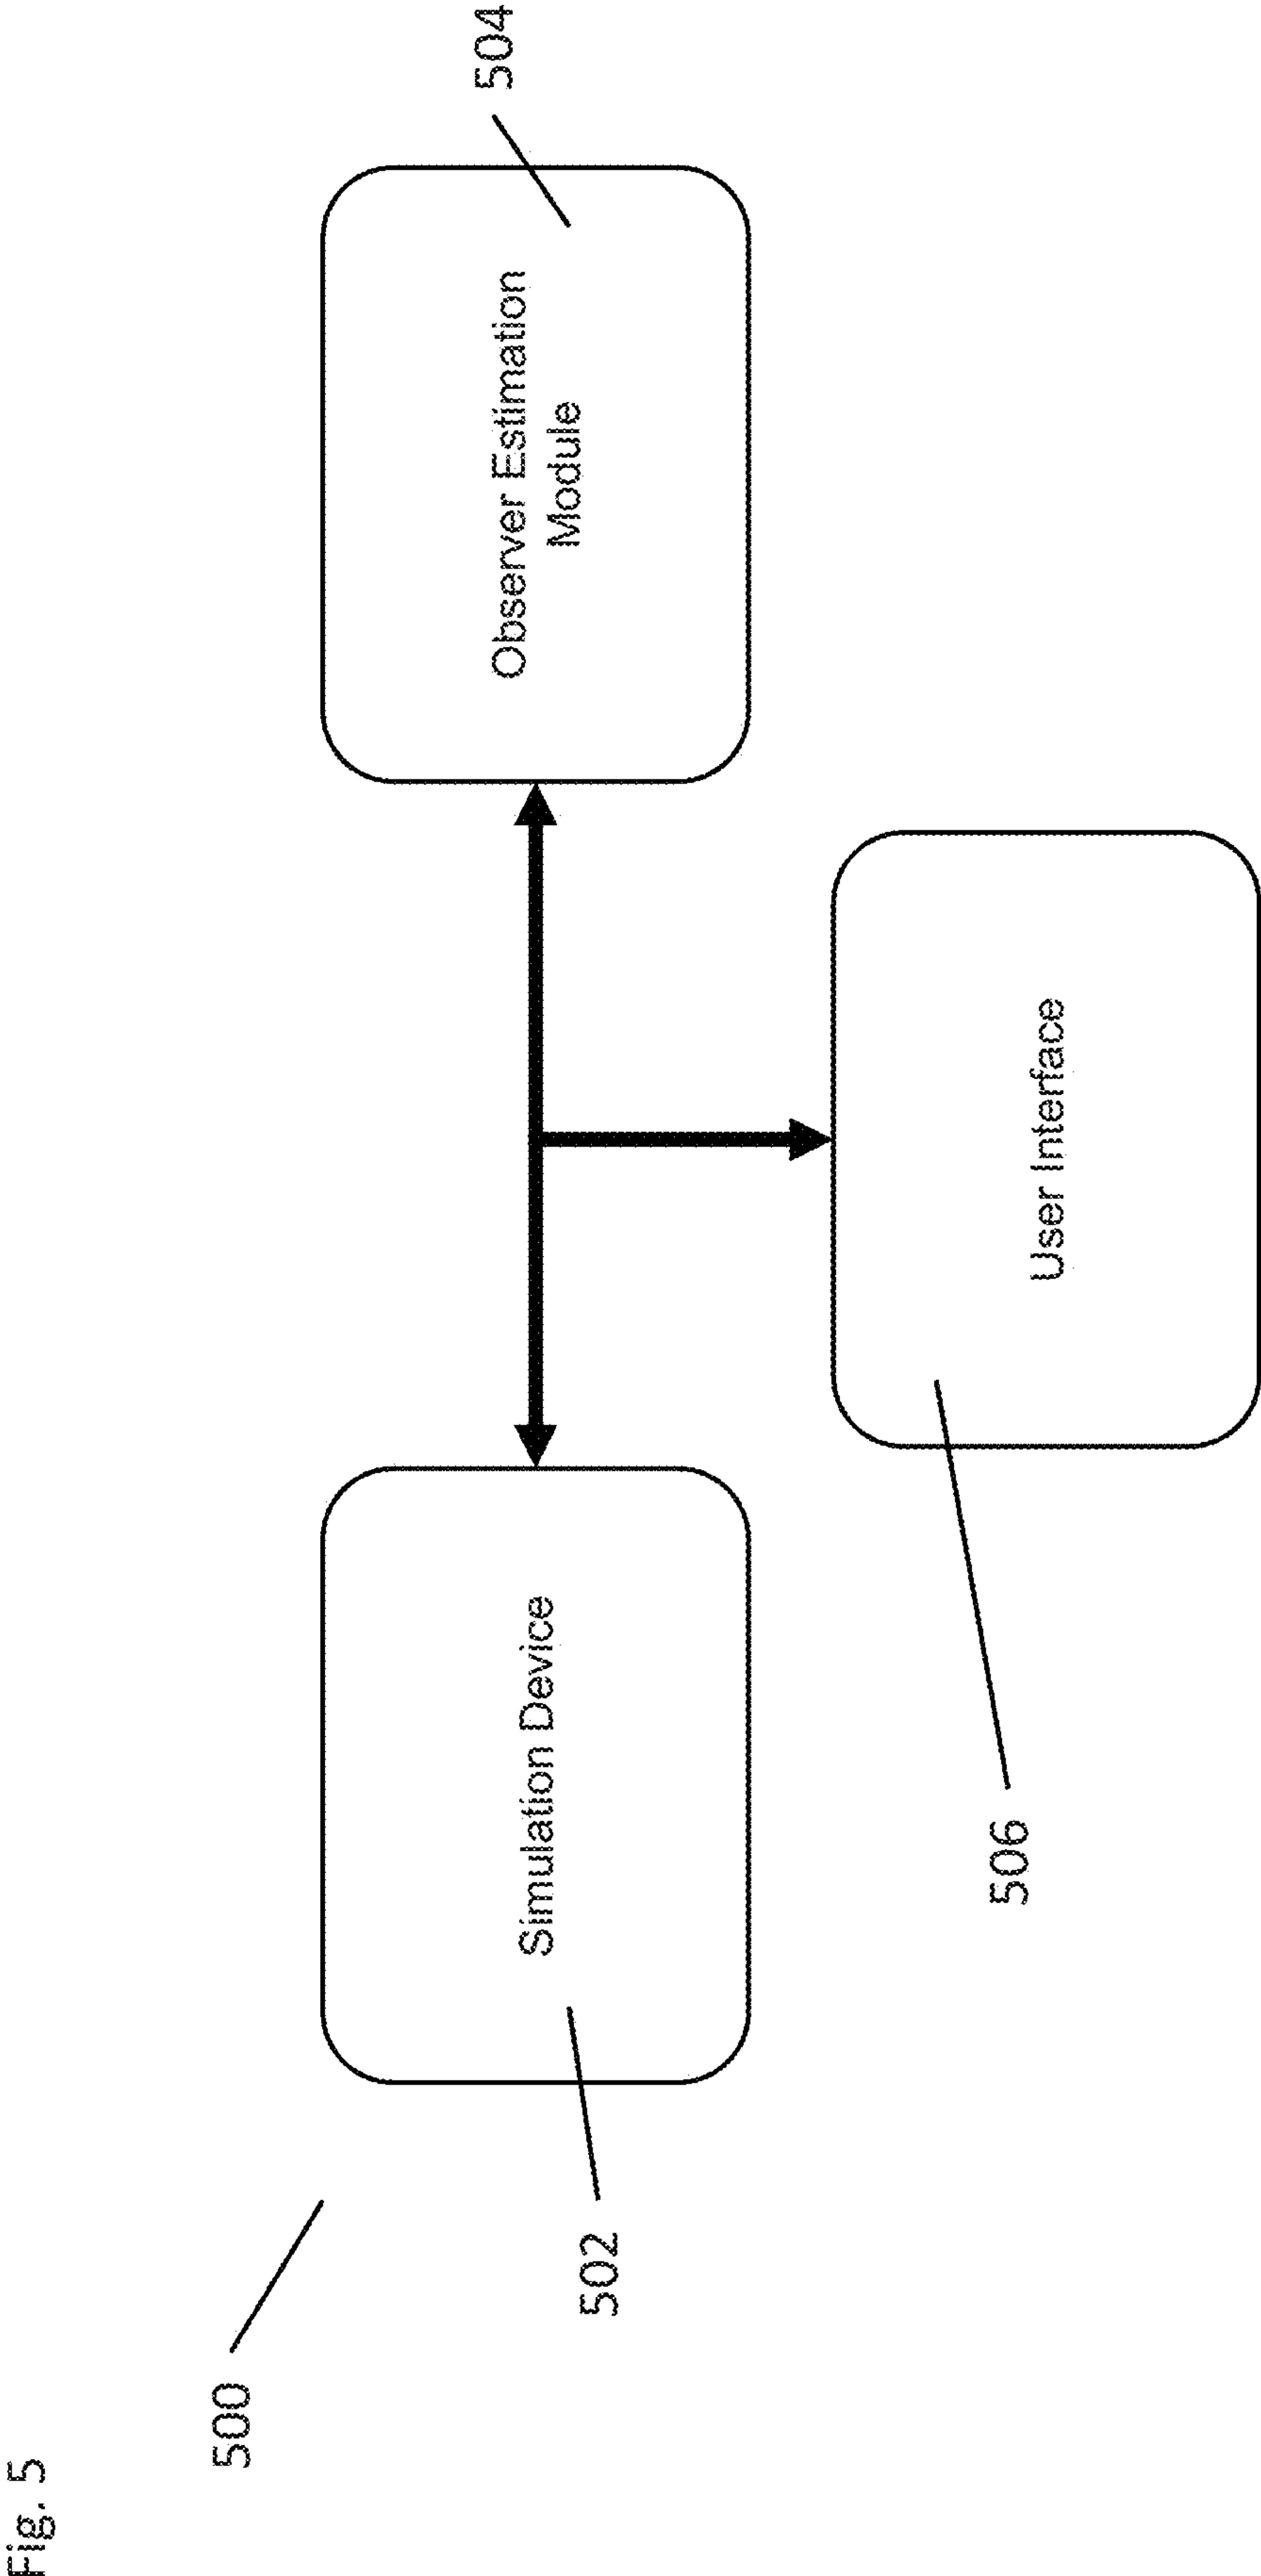 Fig. 5
500
502
Simulation Device
506
User Interface
Observer Estimation
Module
504